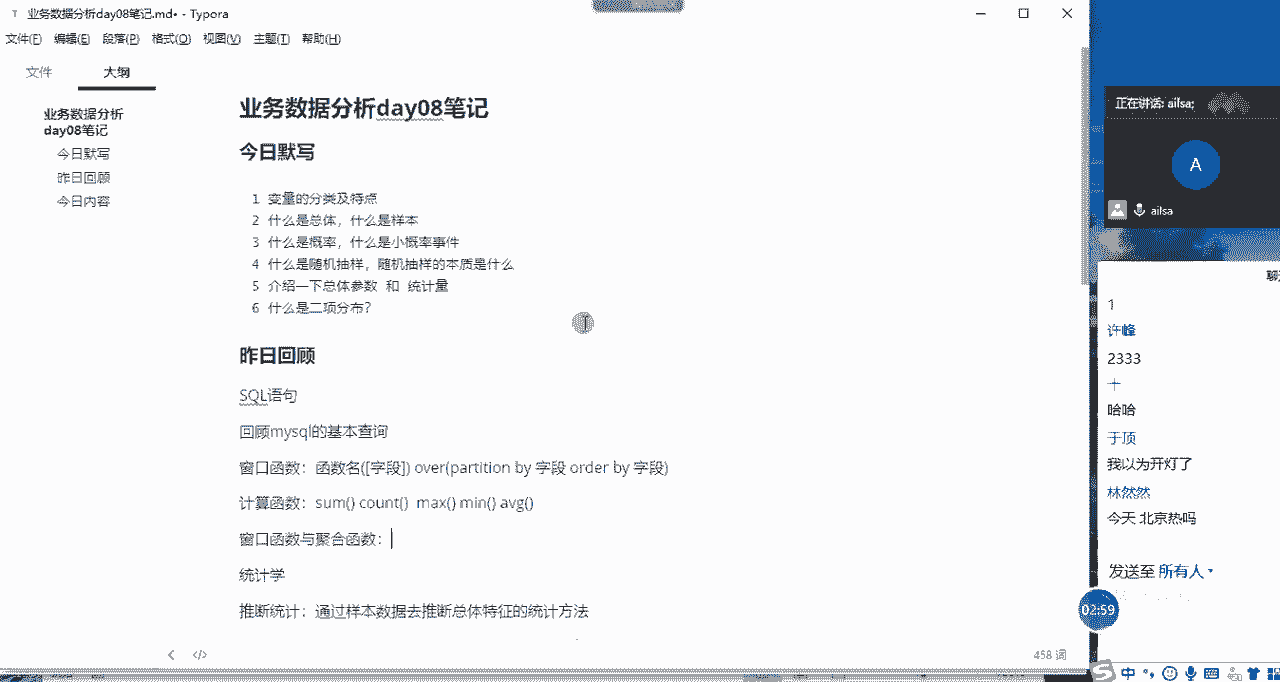 业务数据分析day08笔记.md• - Typora
文件(F) 编辑(E) 段落(P) 格式(O) 视图(V) 主题(T) 帮助(H)
文件 大纲
业务数据分析
day08笔记
今日默写
昨日回顾
今日内容
业务数据分析day08笔记
今日默写
1 变量的分类及特点
2 什么是总体，什么是样本
3 什么是概率，什么是小概率事件
4 什么是随机抽样，随机抽样的本质是什么
5 介绍一下总体参数 和 统计量
6 什么是二项分布？
昨日回顾
SQL语句
回顾mysql的基本查询
窗口函数：函数名([字段]) over(partition by 字段 order by 字段)
计算函数：sum() count() max() min() avg()
窗口函数与聚合函数：
统计学
推断统计：通过样本数据去推断总体特征的统计方法
458 词
正在讲话: ailsa;
A
ailsa
1
许峰
2333
十
哈哈
于顶
我以为开灯了
林然然
今天 北京热吗
发送至 所有人
02:59
中